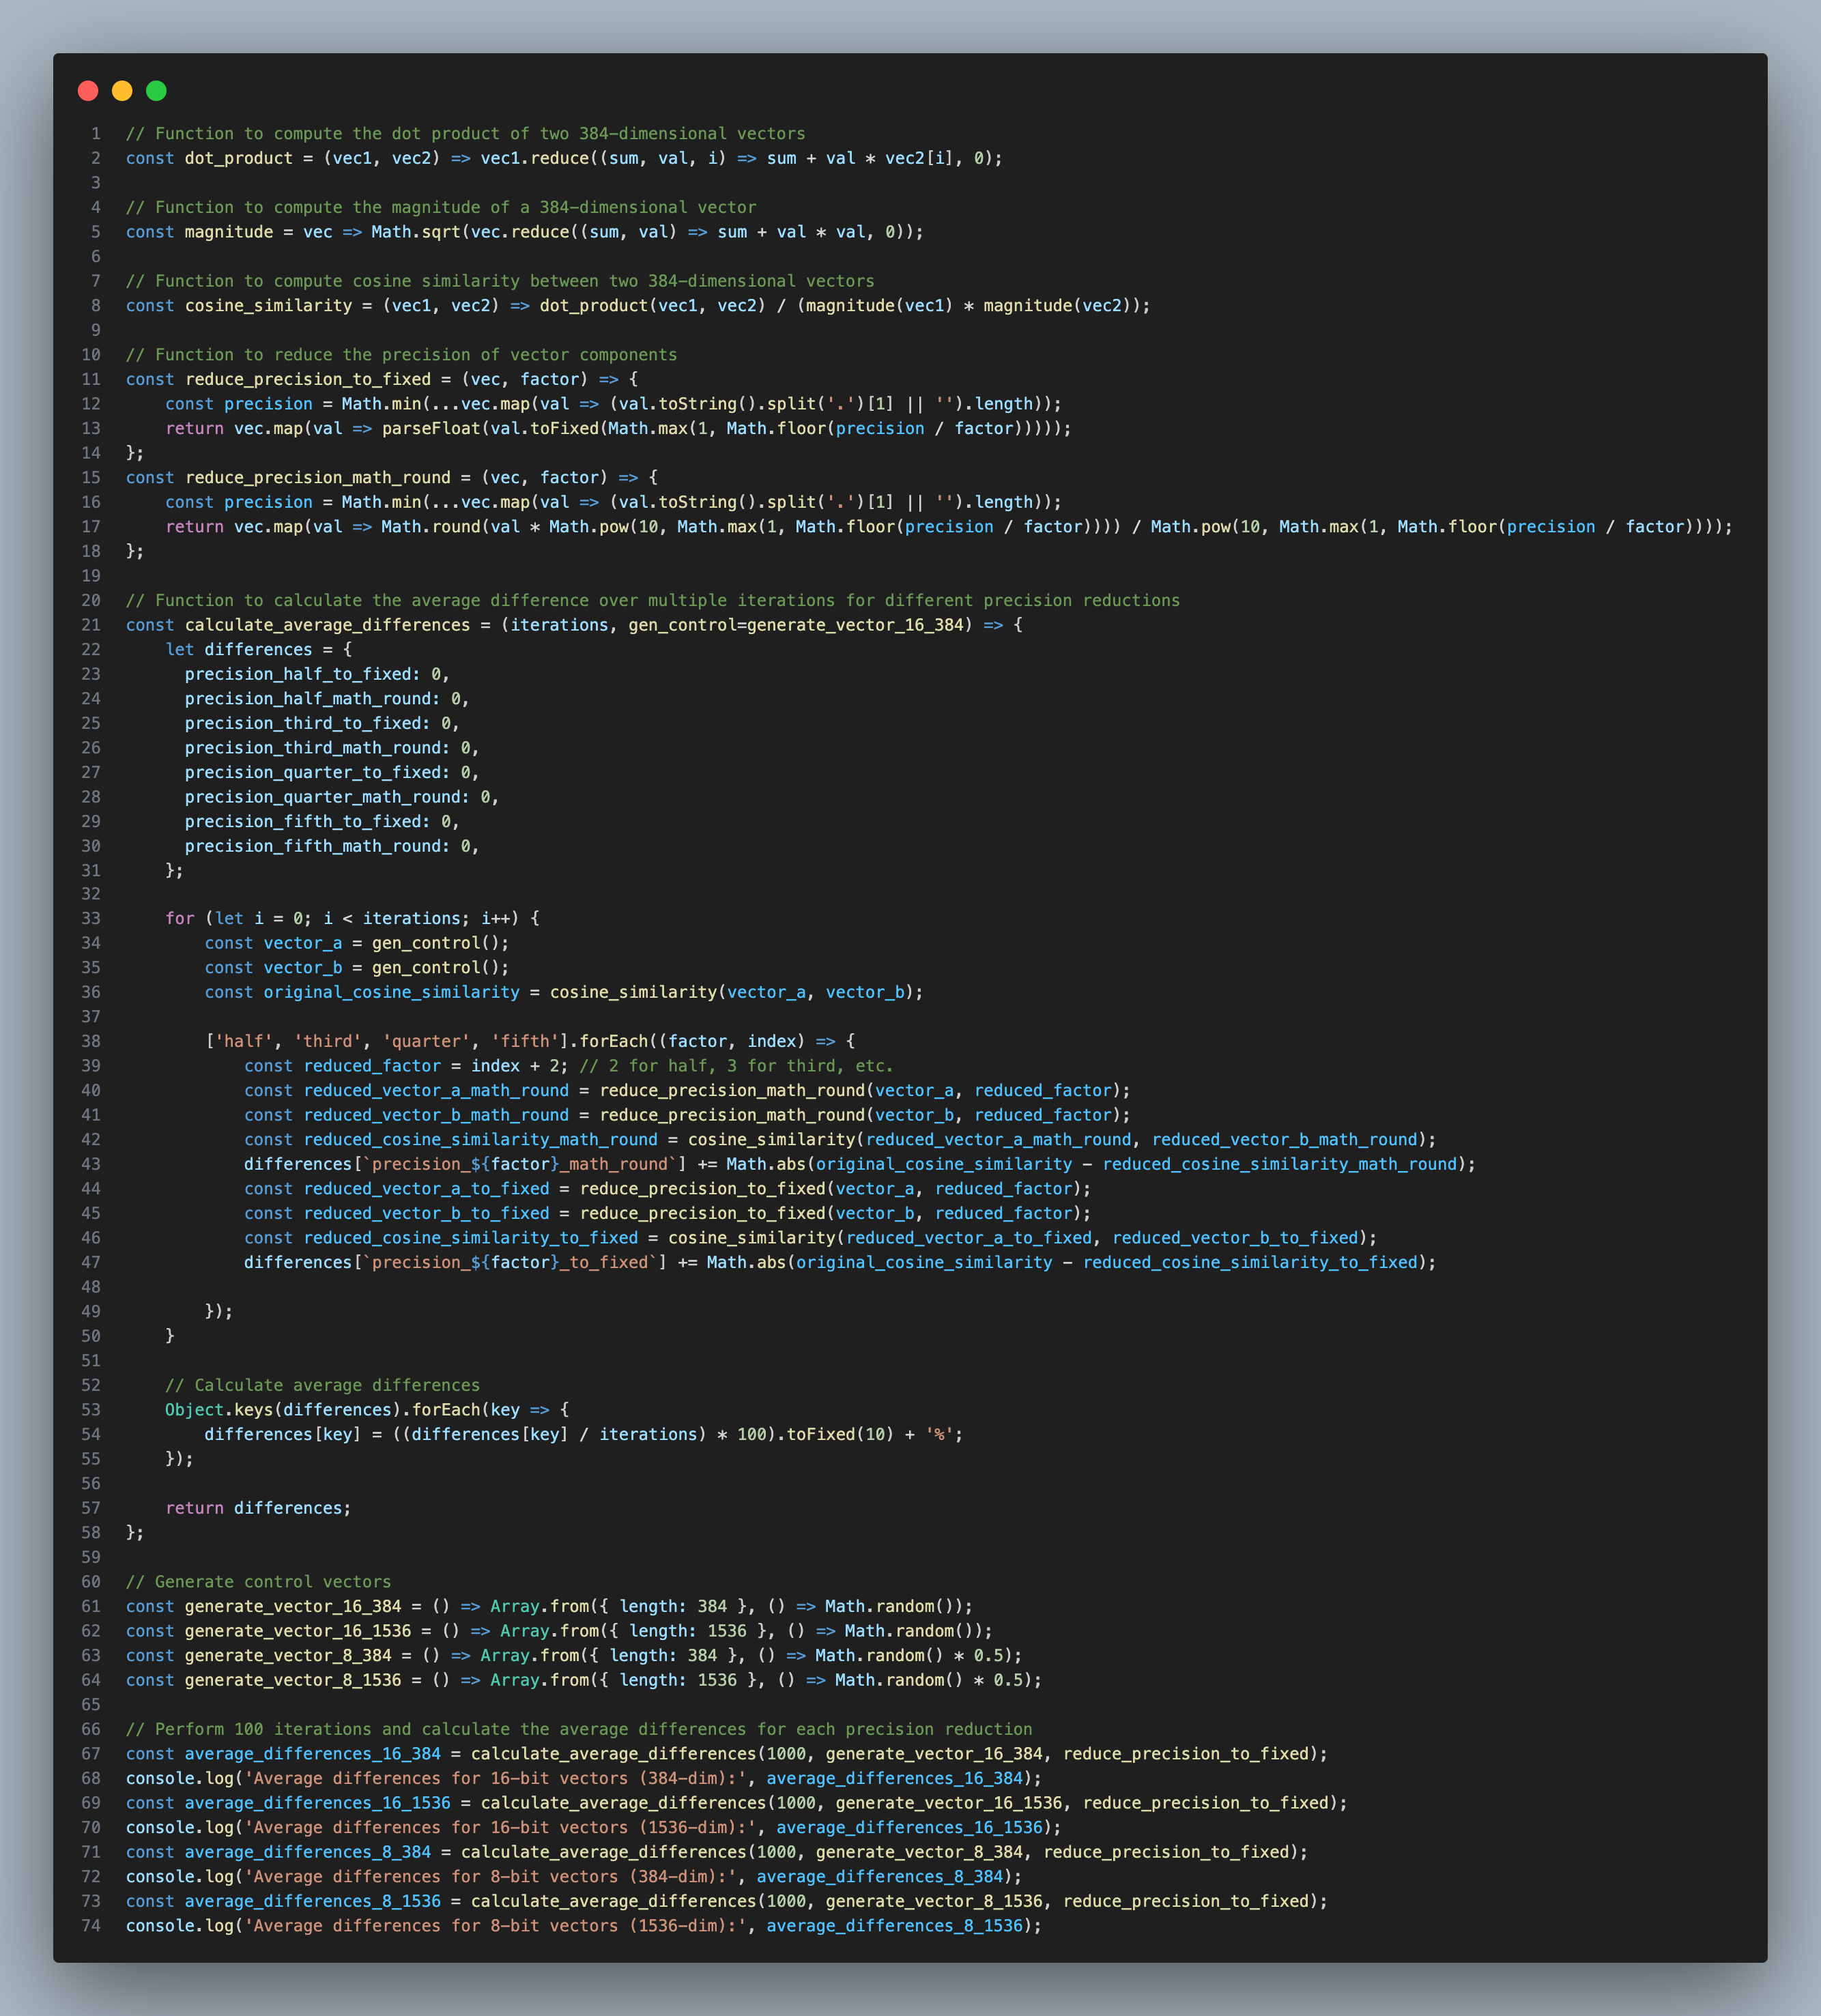 1 // Function to compute the dot product of two 384-dimensional vectors
2 const dot_product = (vec1, vec2) => vec1.reduce((sum, val, i) => sum + val * vec2[i], 0);
3
4 // Function to compute the magnitude of a 384-dimensional vector
5 const magnitude = vec => Math.sqrt(vec.reduce((sum, val) => sum + val * val, 0));
6
7 // Function to compute cosine similarity between two 384-dimensional vectors
8 const cosine_similarity = (vec1, vec2) => dot_product(vec1, vec2) / (magnitude(vec1) * magnitude(vec2));
9
10 // Function to reduce the precision of vector components
11 const reduce_precision_to_fixed = (vec, factor) => {
12     const precision = Math.min(...vec.map(val => (val.toString().split('.')[1] || '').length));
13     return vec.map(val => parseFloat(val.toFixed(Math.max(1, Math.floor(precision / factor)))));
14 };
15 const reduce_precision_math_round = (vec, factor) => {
16     const precision = Math.min(...vec.map(val => (val.toString().split('.')[1] || '').length));
17     return vec.map(val => Math.round(val * Math.pow(10, Math.max(1, Math.floor(precision / factor)))) / Math.pow(10, Math.max(1, Math.floor(precision / factor))));
18 };
19
20 // Function to calculate the average difference over multiple iterations for different precision reductions
21 const calculate_average_differences = (iterations, gen_control=generate_vector_16_384) => {
22     let differences = {
23       precision_half_to_fixed: 0,
24       precision_half_math_round: 0,
25       precision_third_to_fixed: 0,
26       precision_third_math_round: 0,
27       precision_quarter_to_fixed: 0,
28       precision_quarter_math_round: 0,
29       precision_fifth_to_fixed: 0,
30       precision_fifth_math_round: 0,
31     };
32
33     for (let i = 0; i < iterations; i++) {
34         const vector_a = gen_control();
35         const vector_b = gen_control();
36         const original_cosine_similarity = cosine_similarity(vector_a, vector_b);
37
38         ['half', 'third', 'quarter', 'fifth'].forEach((factor, index) => {
39             const reduced_factor = index + 2; // 2 for half, 3 for third, etc.
40             const reduced_vector_a_math_round = reduce_precision_math_round(vector_a, reduced_factor);
41             const reduced_vector_b_math_round = reduce_precision_math_round(vector_b, reduced_factor);
42             const reduced_cosine_similarity_math_round = cosine_similarity(reduced_vector_a_math_round, reduced_vector_b_math_round);
43             differences[`precision_${factor}_math_round`] += Math.abs(original_cosine_similarity - reduced_cosine_similarity_math_round);
44             const reduced_vector_a_to_fixed = reduce_precision_to_fixed(vector_a, reduced_factor);
45             const reduced_vector_b_to_fixed = reduce_precision_to_fixed(vector_b, reduced_factor);
46             const reduced_cosine_similarity_to_fixed = cosine_similarity(reduced_vector_a_to_fixed, reduced_vector_b_to_fixed);
47             differences[`precision_${factor}_to_fixed`] += Math.abs(original_cosine_similarity - reduced_cosine_similarity_to_fixed);
48
49         });
50     }
51
52     // Calculate average differences
53     Object.keys(differences).forEach(key => {
54         differences[key] = ((differences[key] / iterations) * 100).toFixed(10) + '%';
55     });
56
57     return differences;
58 };
59
60 // Generate control vectors
61 const generate_vector_16_384 = () => Array.from({ length: 384 }, () => Math.random());
62 const generate_vector_16_1536 = () => Array.from({ length: 1536 }, () => Math.random());
63 const generate_vector_8_384 = () => Array.from({ length: 384 }, () => Math.random() * 0.5);
64 const generate_vector_8_1536 = () => Array.from({ length: 1536 }, () => Math.random() * 0.5);
65
66 // Perform 100 iterations and calculate the average differences for each precision reduction
67 const average_differences_16_384 = calculate_average_differences(1000, generate_vector_16_384, reduce_precision_to_fixed);
68 console.log('Average differences for 16-bit vectors (384-dim):', average_differences_16_384);
69 const average_differences_16_1536 = calculate_average_differences(1000, generate_vector_16_1536, reduce_precision_to_fixed);
70 console.log('Average differences for 16-bit vectors (1536-dim):', average_differences_16_1536);
71 const average_differences_8_384 = calculate_average_differences(1000, generate_vector_8_384, reduce_precision_to_fixed);
72 console.log('Average differences for 8-bit vectors (384-dim):', average_differences_8_384);
73 const average_differences_8_1536 = calculate_average_differences(1000, generate_vector_8_1536, reduce_precision_to_fixed);
74 console.log('Average differences for 8-bit vectors (1536-dim):', average_differences_8_1536);